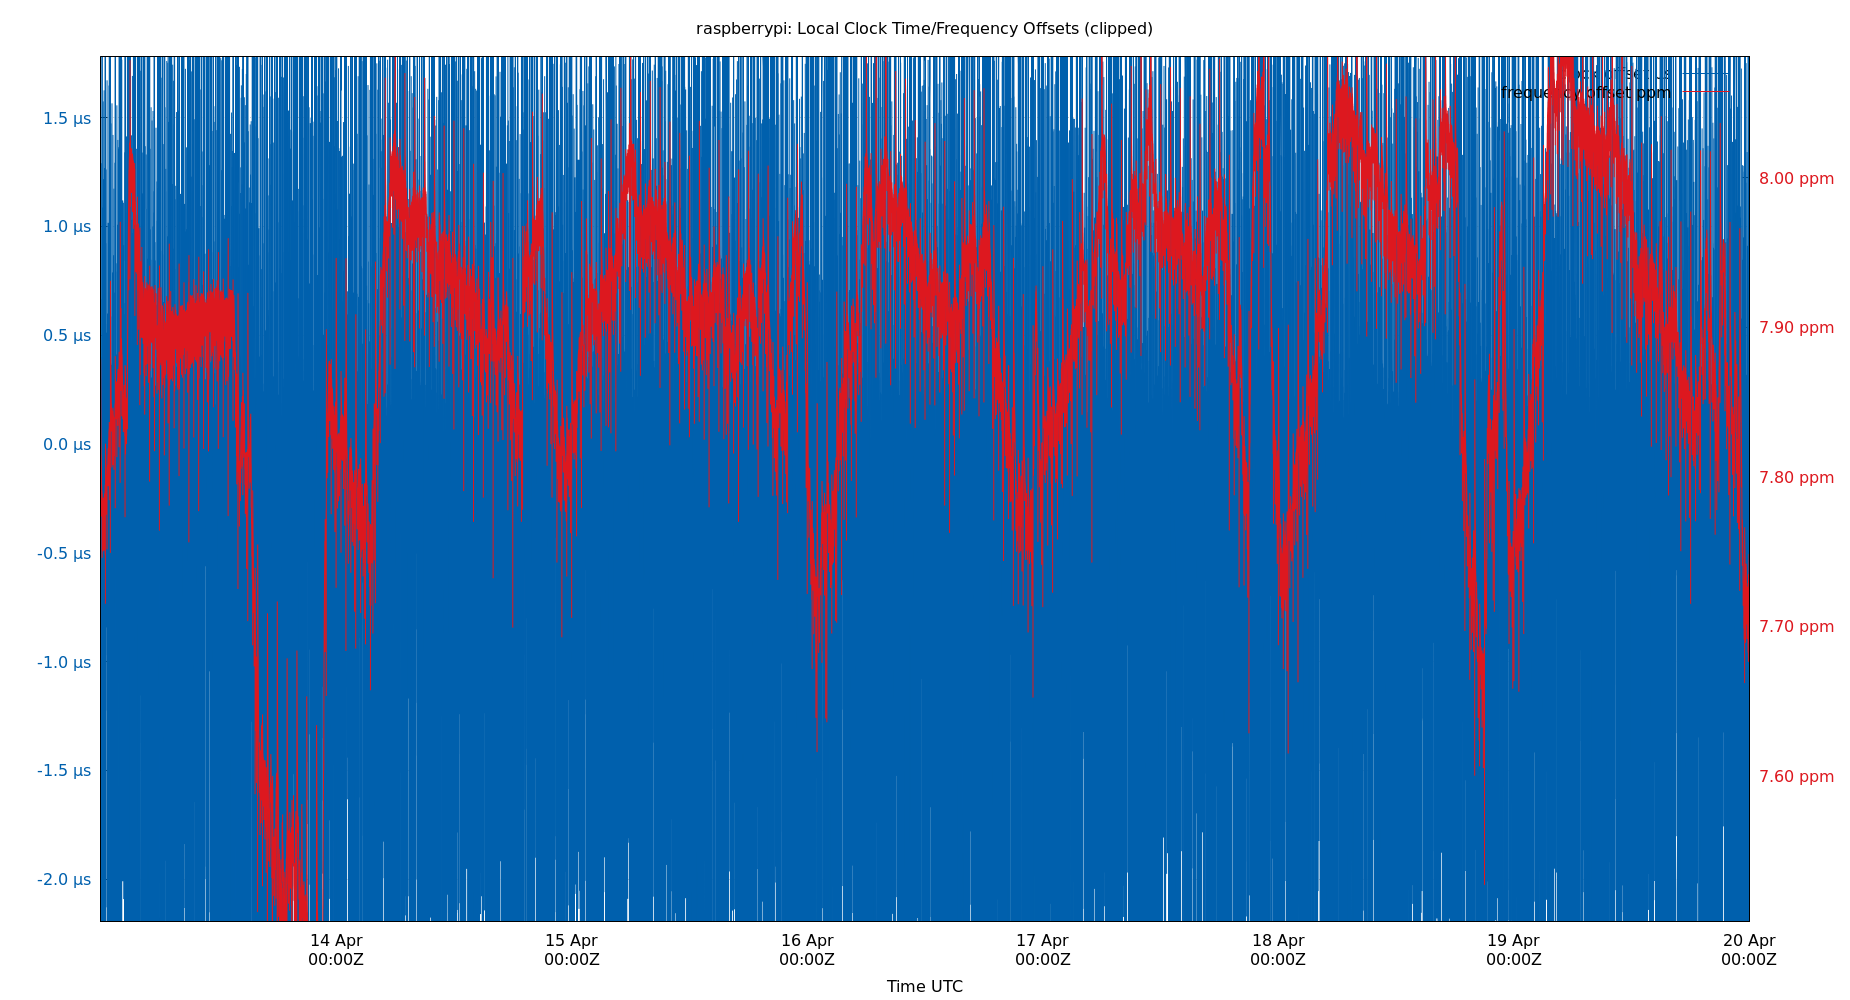 raspberrypi: Local Clock Time/Frequency Offsets (clipped)
frequency offset ppm
1.5 µs
1.0 µs
0.5 µs
0.0 µs
-0.5 µs
-1.0 µs
-1.5 µs
-2.0 µs
8.00 ppm
7.90 ppm
7.80 ppm
7.70 ppm
7.60 ppm
14 Apr
00:00Z
15 Apr
00:00Z
16 Apr
00:00Z
17 Apr
00:00Z
18 Apr
00:00Z
19 Apr
00:00Z
20 Apr
00:00Z
Time UTC